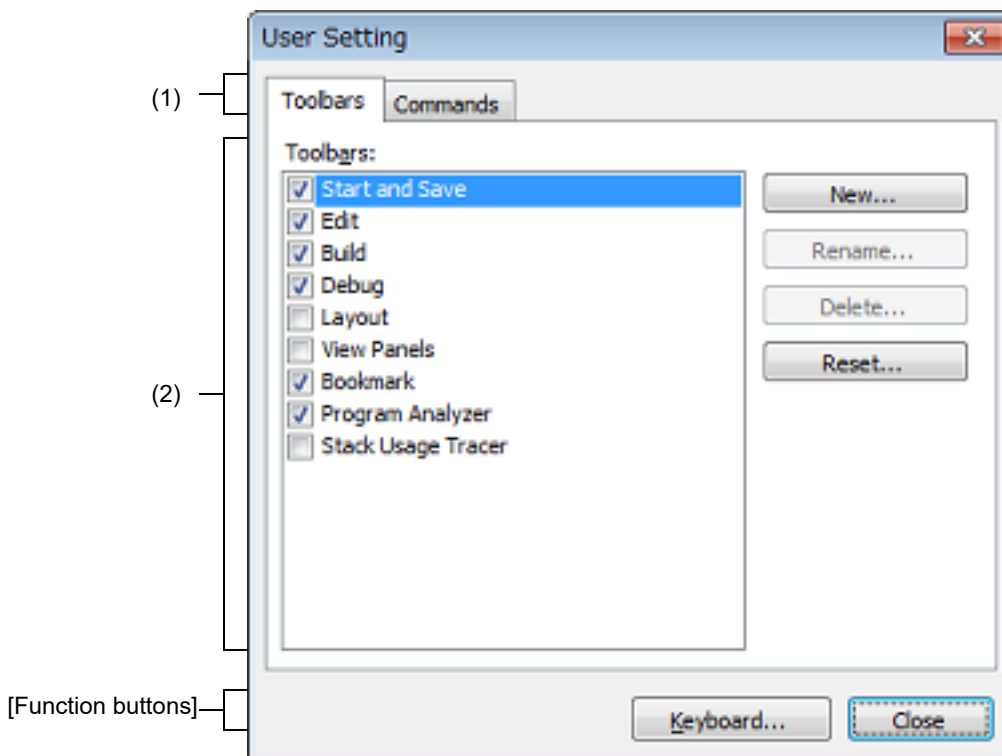 User Setting
(1)
Toolbars Commands
Toolbars:
Start and Save
Edit
Build
Debug
Layout
View Panels
Bookmark
Program Analyzer
Stack Usage Tracer
New...
Rename...
Delete...
Reset...
(2)
[Function buttons]
Keyboard... Close